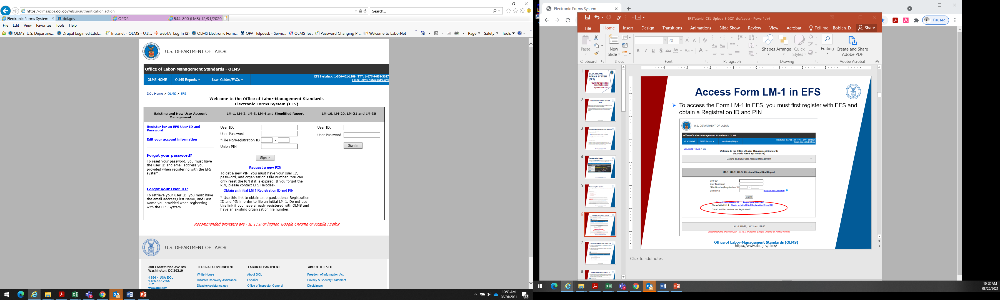 https://olmsapps.dol.gov/efsui/authentication.action
Search...
Electronic Forms System
dol.gov
OPDR
544-800 (LM3) 12/31/2020
File Edit View Favorites Tools Help
OLMS U.S. Departme...
Drupal Login edit.dol....
Intranet - OLMS - U.S....
webTA Log In (2)
OLMS Electronic Form...
OPA Helpdesk - Servic...
OLMS Test
Password Changing Pr...
Welcome to LaborNet
Page Safety Tools
U.S. DEPARTMENT OF LABOR
Office of Labor-Management Standards - OLMS
OLMS HOME OLMS Reports User Guides/FAQs
EFS Helpdesk: 1-866-401-1109 |TTY: 1-877-4-889-5627
Email: olms-public@dol.gov
DOL Home > OLMS > EFS
Welcome to the Office of Labor-Management Standards
Electronic Forms System (EFS)
Existing and New User Account
Management
Register for an EFS User ID and
Password
Edit your account information
Forgot your password?
To reset your password, you must have
the user ID and email address you
provided when registering with the EFS
system.
Forgot your User ID?
To retrieve your user ID, you must have
the email address,First Name, and Last
Name you provided when registering
with the EFS System.
LM-1, LM-2, LM-3, LM-4 and Simplified Report
User ID:
User Password:
*File No/Registration ID -
Union PIN
Sign In
Request a new PIN
To get a new PIN, you must have your User ID,
password, and organization's file number. You can
only reset the PIN if it is expired. If you forgot the
PIN, please contact EFS Helpdesk.
Obtain an Initial LM-1 Registration ID and PIN
* Use this link to obtain an organizational Registration
ID and PIN in order to file an initial LM-1. Do not use
this link if you have already registered with OLMS and
have an existing organization file number.
LM-10, LM-20, LM-21 and LM-30
User ID:
User Password:
Sign In
Recommended browsers are - IE 11.0 or higher, Google Chrome or Mozilla Firefox
U.S. DEPARTMENT OF LABOR
200 Constitution Ave NW
Washington, DC 20210
1-866-4-USA-DOL
1-866-487-2365
TTY
www.dol.gov
FEDERAL GOVERNMENT
White House
Disaster Recovery Assistance
DisasterAssistance.gov
LABOR DEPARTMENT
About DOL
Español
Office of Inspector General
ABOUT THE SITE
Freedom of Information Act
Privacy & Security Statement
Disclaimers
10:53 AM
08/26/2021
23
Electronic Forms System
Paused
EFSTutorial_CBL_Upload_8-2021_draft.pptx - PowerPoint
File Home Insert Design Transitions Animations Slide Show Review View Acrobat Tell me Bobian, D... Share
Paste
New
Slide
20
Shapes Arrange Quick
Styles
Editing
Create and Share
Adobe PDF
Clipboard Slides Font Paragraph Drawing Adobe Acrobat
1
ELECTRONIC
FORMS SYSTEM
(EFS)
Guide to Uploading
Constitution and
Bylaws into EFS
2
3
System Requirements and Settings
4
Accessing the System
5
Accessing the System
6
Access Form LM-1 in EFS
7
Initial LM-1 Registration ID and PIN
8
Create Registration ID and PIN
Access Form LM-1 in EFS
To access the Form LM-1 in EFS, you must first register with EFS and
obtain a Registration ID and PIN
U.S. DEPARTMENT OF LABOR
Office of Labor-Management Standards - OLMS
OLMS HOME OLMS Reports User Guides/FAQs
Helpdesk: 1-866-401-1109 |TTY: 1-877-4-889-5627
Email: olms-public@dol.gov
DOL Home > OLMS > EFS
Welcome to the Office of Labor-Management Standards
Electronic Forms System (EFS)
Existing and New User Account Management +
LM-1, LM-2, LM-3, LM-4 and Simplified Report -
User ID
User Password
*File Number/Registration ID -
Union PIN Request New Union PIN
Sign In
Forgot your password? Forgot your User ID?
File an Initial LM-1 - Obtain an Initial LM-1 Registration ID and PIN
*Initial LM-1 filers must use your Registration ID
LM-10, LM-20, LM-21 and LM-30 +
Recommended browsers are - IE 11.0 or higher, Google Chrome or Mozilla Firefox
Office of Labor-Management Standards (OLMS)
https://www.dol.gov/olms/
Click to add notes
10:53 AM
08/26/2021